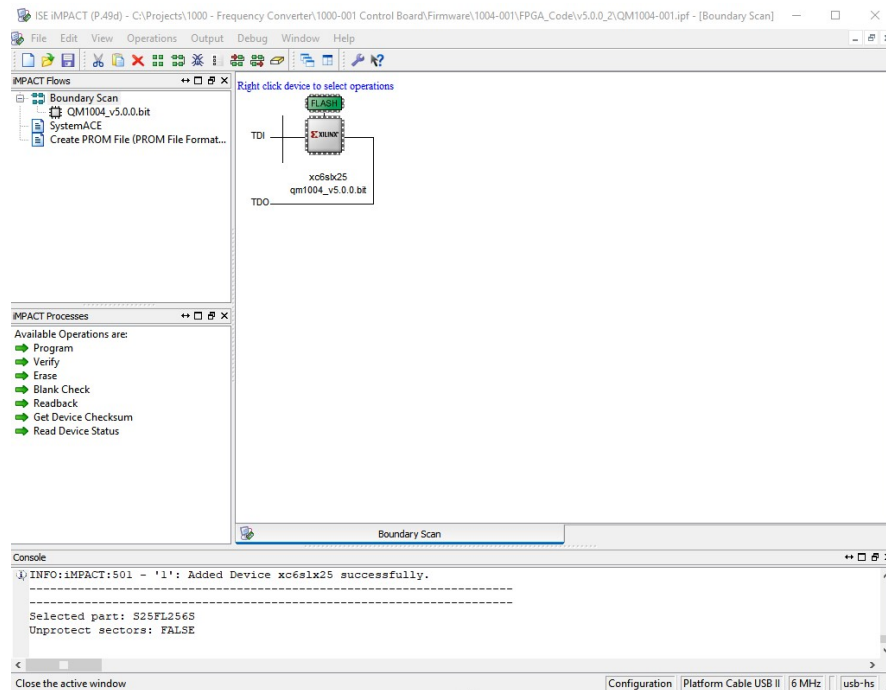 ISE iMPACT (P.49d) - C:\Projects\1000 - Frequency Converter\1000-001 Control Board\Firmware\1004-001\FPGA_Code\v5.0.0_2\QM1004-001.ipf - [Boundary Scan]
File Edit View Operations Output Debug Window Help
iMPACT Flows
Boundary Scan
QM1004_v5.0.0.bit
SystemACE
Create PROM File (PROM File Format...
Right click device to select operations
FLASH
TDI
XILINX
xc6slx25
qm1004_v5.0.0.bit
TDO
iMPACT Processes
Available Operations are:
Program
Verify
Erase
Blank Check
Readback
Get Device Checksum
Read Device Status
Boundary Scan
Console
INFO:iMPACT:501 - '1': Added Device xc6slx25 successfully.
----------------------------------------------------------------------
----------------------------------------------------------------------
Selected part: S25FL256S
Unprotect sectors: FALSE
Close the active window
Configuration Platform Cable USB II 6 MHz usb-hs